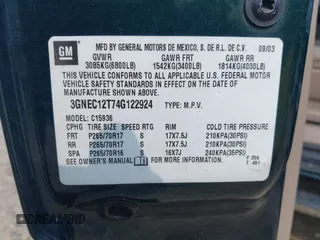 GM
MFD BY GENERAL MOTORS DE MEXICO, S. DE R.L. DE C.V. 09/03
GVWR GAWR FRT GAWR RR
3085KG(6800LB) 1542KG(3400LB) 1814KG(4000LB)
THIS VEHICLE CONFORMS TO ALL APPLICABLE U.S. FEDERAL
MOTOR VEHICLE SAFETY STANDARDS IN EFFECT ON THE DATE OF
MANUFACTURE SHOWN ABOVE.
3GNEC12T74G122924 TYPE: M.P.V.
MODEL: C15936
CPHG TIRE SIZE SPEED RTG RIM COLD TIRE PRESSURE
FRT P265/70R17 S 17X7.5J 210KPA(30PSI)
RR P265/70R17 S 17X7.5J 210KPA(30PSI)
SPA P265/70R16 S 16X7J 240KPA(35PSI)
SEE OWNER'S MANUAL FOR ADDITIONAL INFORMATION